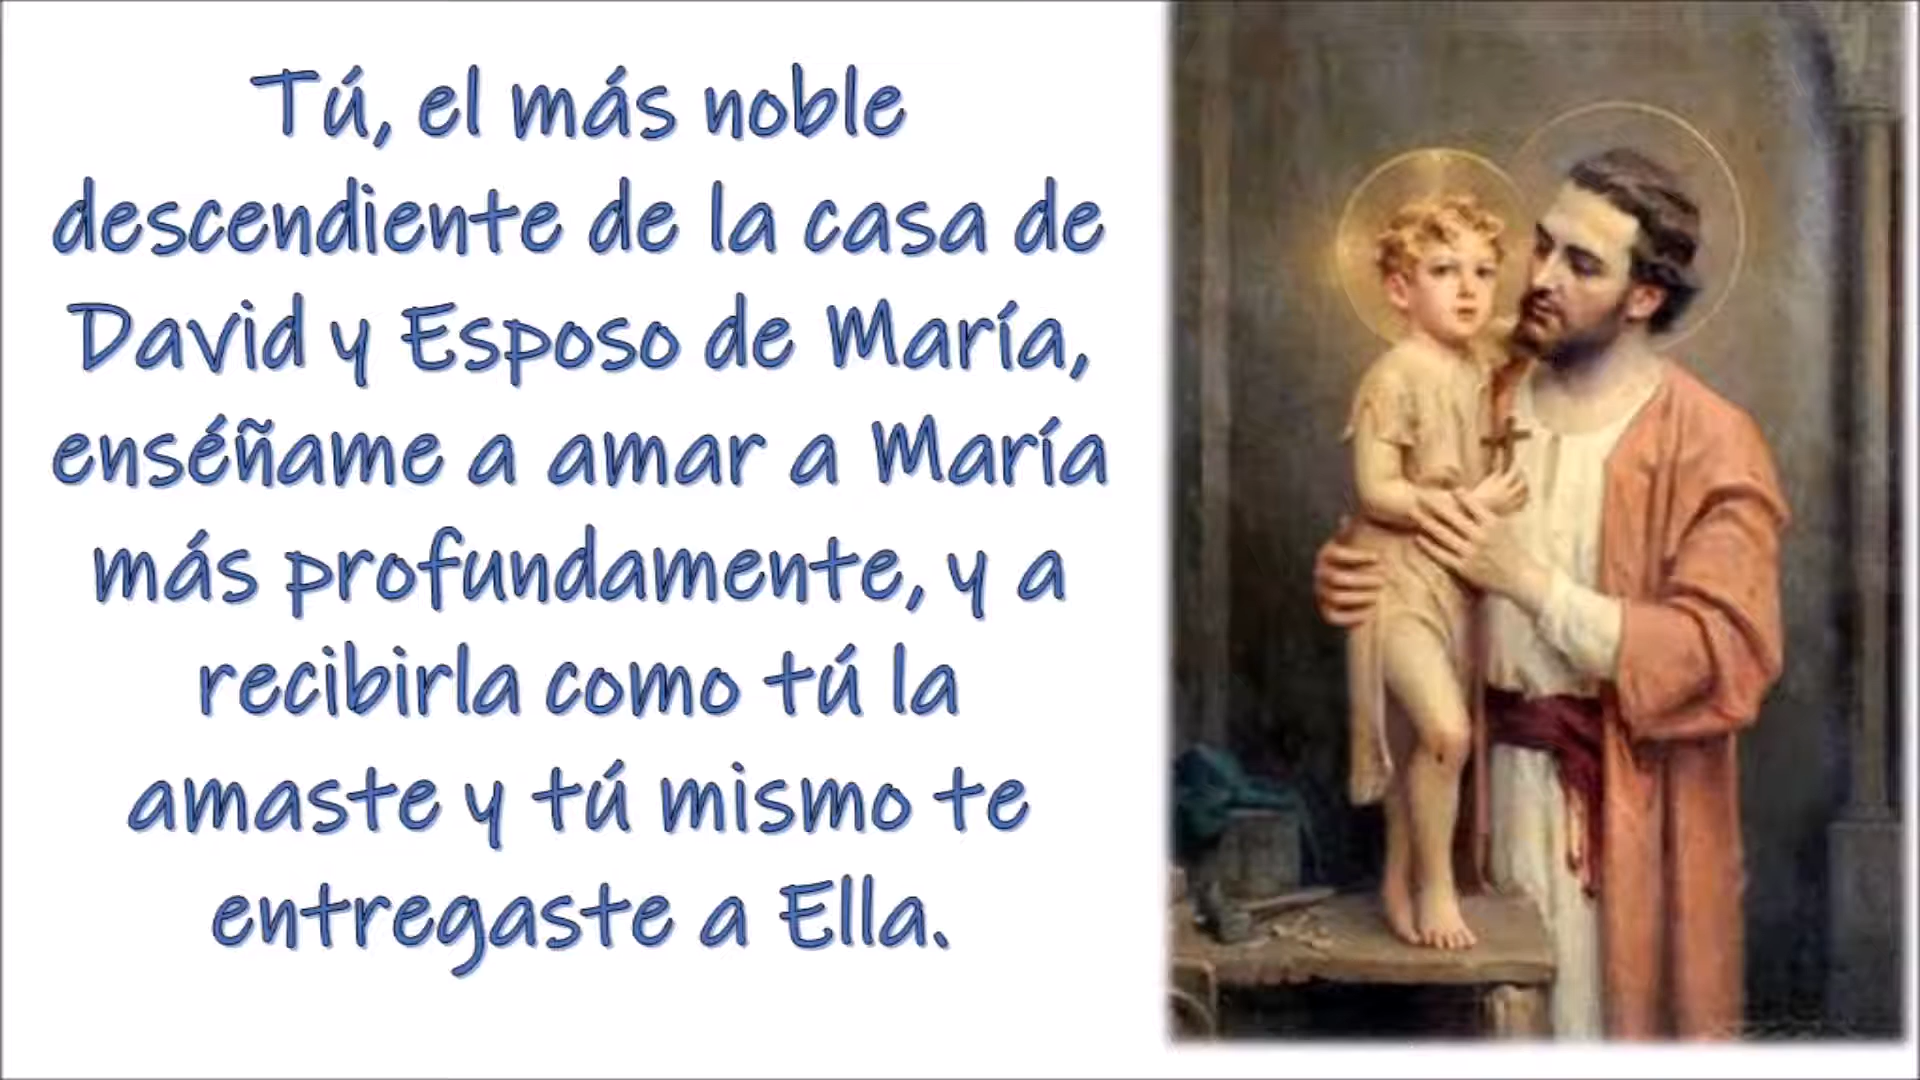 Tú, el más noble
descendiente de la casa de
David y Esposo de María,
enséñame a amar a María
más profundamente, y a
recibirla como tú la
amaste y tú mismo te
entregaste a Ella.